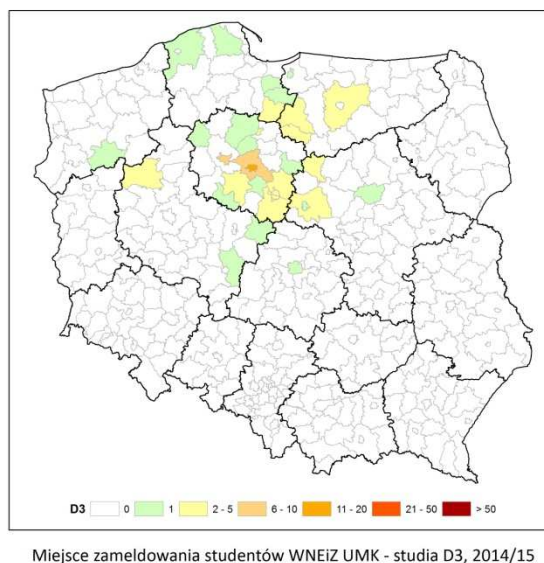 D3 0 1 2 - 5 6 - 10 11 - 20 21 - 50 > 50
Miejsce zameldowania studentów WNEiZ UMK - studia D3, 2014/15